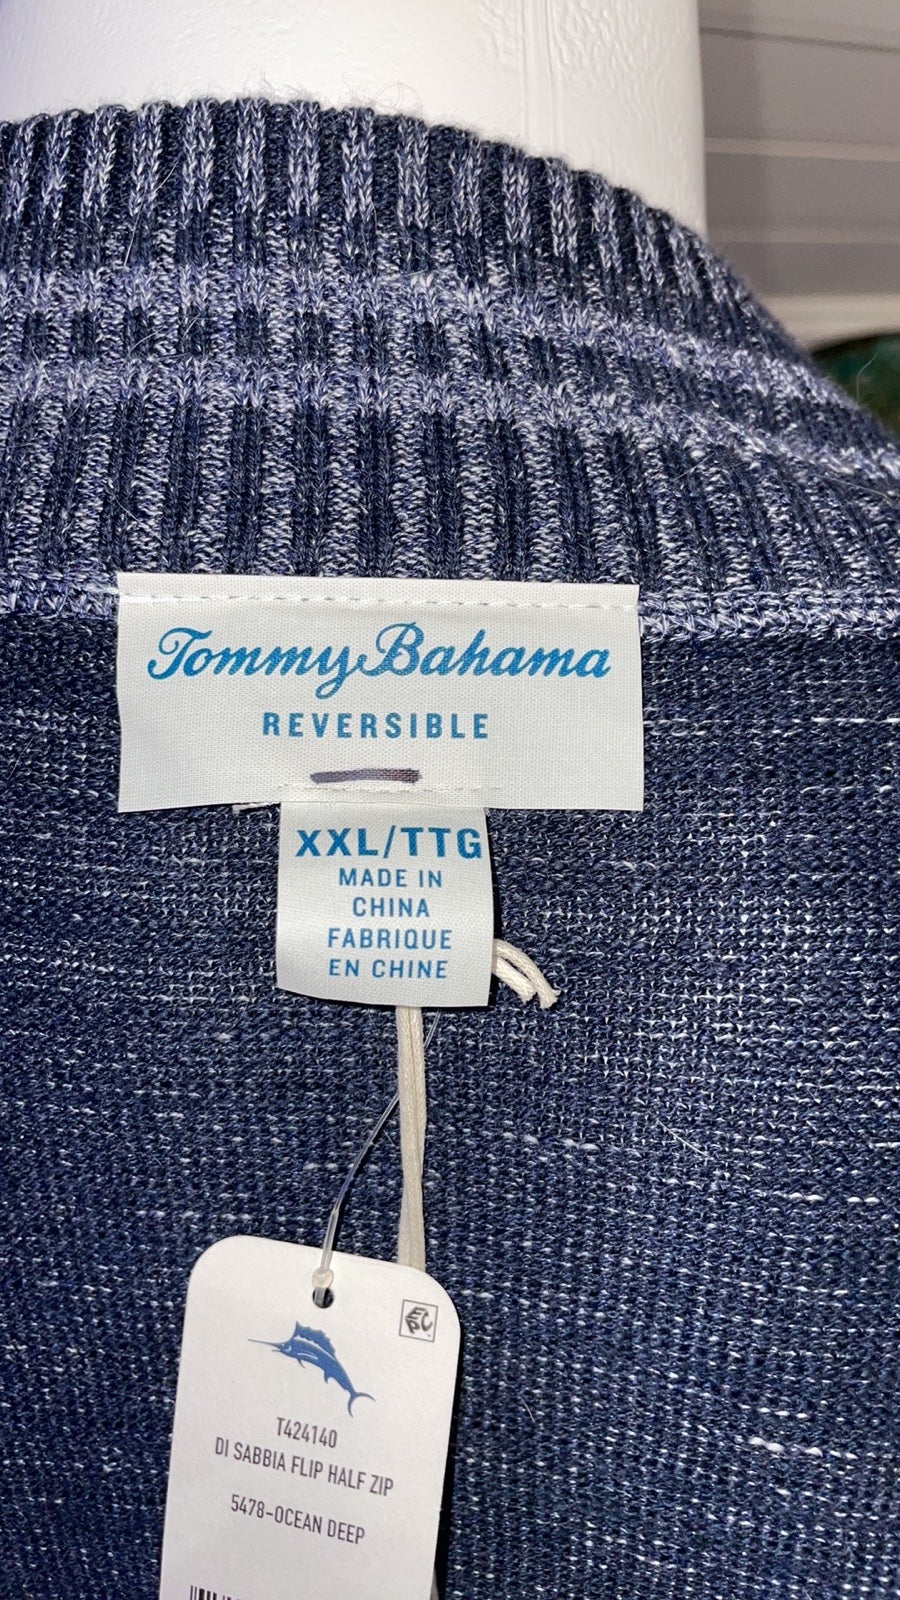 Tommy Bahama
REVERSIBLE
XXL/TTG
MADE IN
CHINA
FABRIQUE
EN CHINE
T424140
DI SABBIA FLIP HALF ZIP
5478-OCEAN DEEP